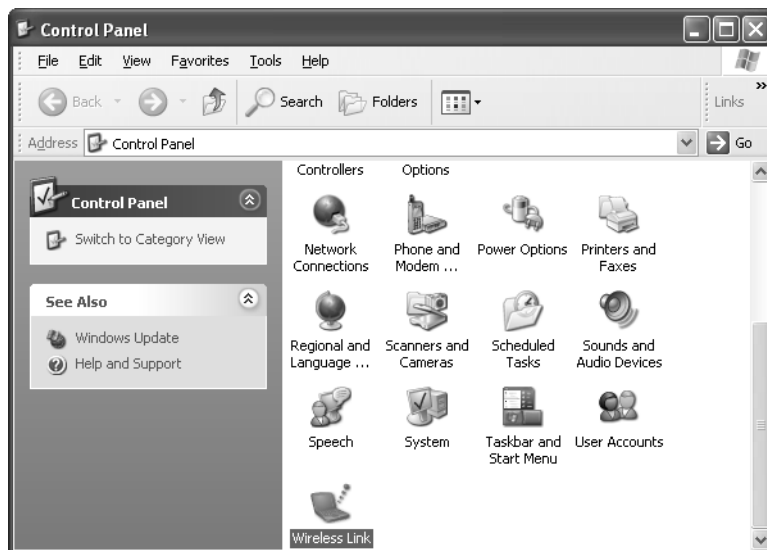 Control Panel
File Edit View Favorites Tools Help
Back Search Folders Links »
Address Control Panel Go
Control Panel
Switch to Category View
See Also
Windows Update
Help and Support
Controllers Options
Network Connections
Phone and Modem ...
Power Options
Printers and Faxes
Regional and Language ...
Scanners and Cameras
Scheduled Tasks
Sounds and Audio Devices
Speech
System
Taskbar and Start Menu
User Accounts
Wireless Link